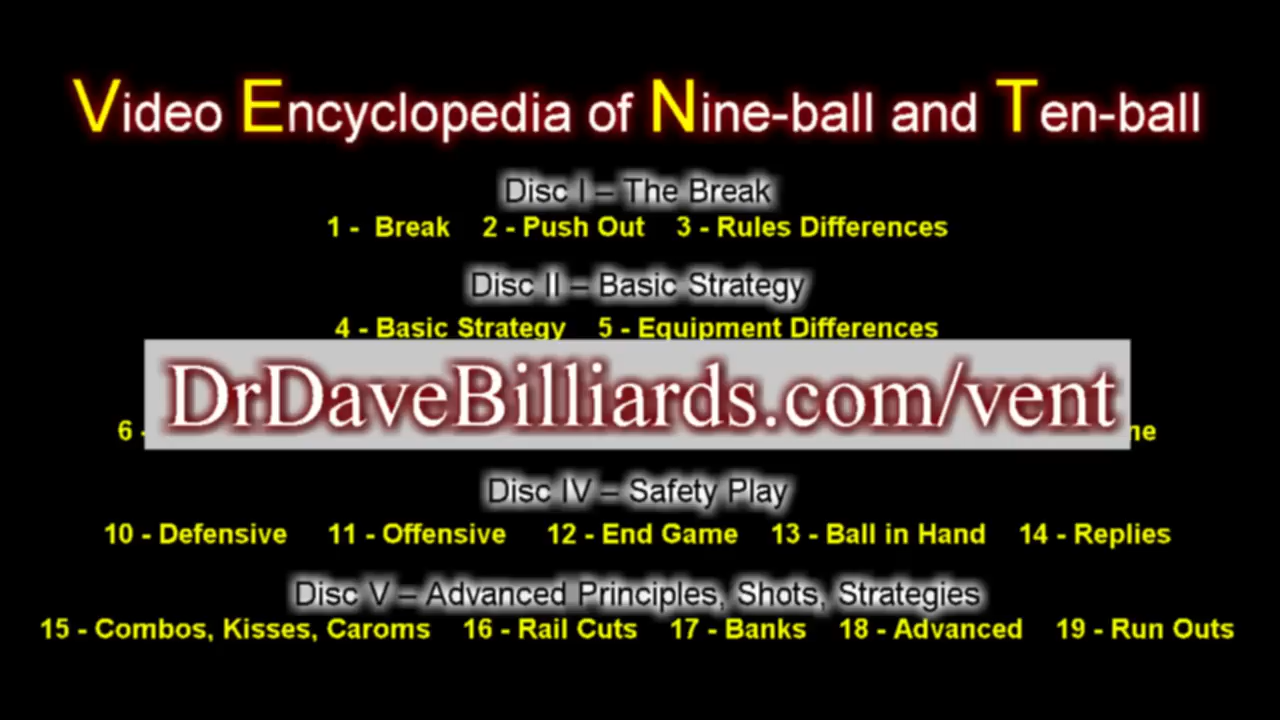 Video Encyclopedia of Nine-ball and Ten-ball
Disc I – The Break
1 - Break 2 - Push Out 3 - Rules Differences
Disc II – Basic Strategy
4 - Basic Strategy 5 - Equipment Differences
DrDaveBilliards.com/vent
6 -
Disc IV – Safety Play
10 - Defensive 11 - Offensive 12 - End Game 13 - Ball in Hand 14 - Replies
Disc V – Advanced Principles, Shots, Strategies
15 - Combos, Kisses, Caroms 16 - Rail Cuts 17 - Banks 18 - Advanced 19 - Run Outs